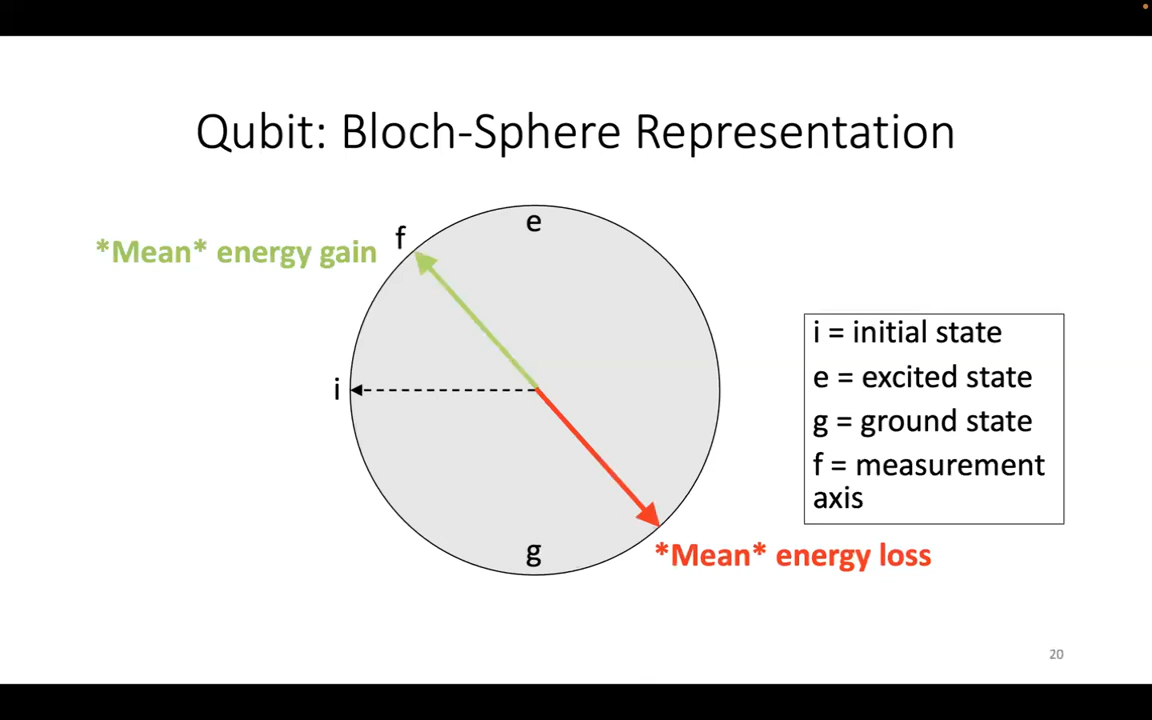 Qubit: Bloch-Sphere Representation
e
f
*Mean* energy gain
i
g
*Mean* energy loss
i = initial state
e = excited state
g = ground state
f = measurement
axis
20